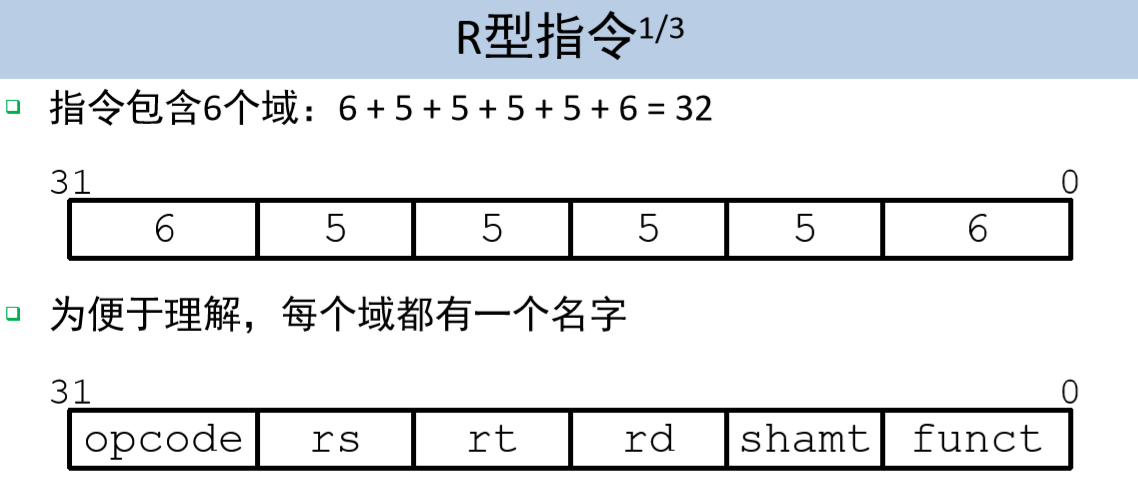 R型指令1/3
指令包含6个域：6 + 5 + 5 + 5 + 5 + 6 = 32
31 0
6 5 5 5 5 6
为便于理解，每个域都有一个名字
31 0
opcode rs rt rd shamt funct